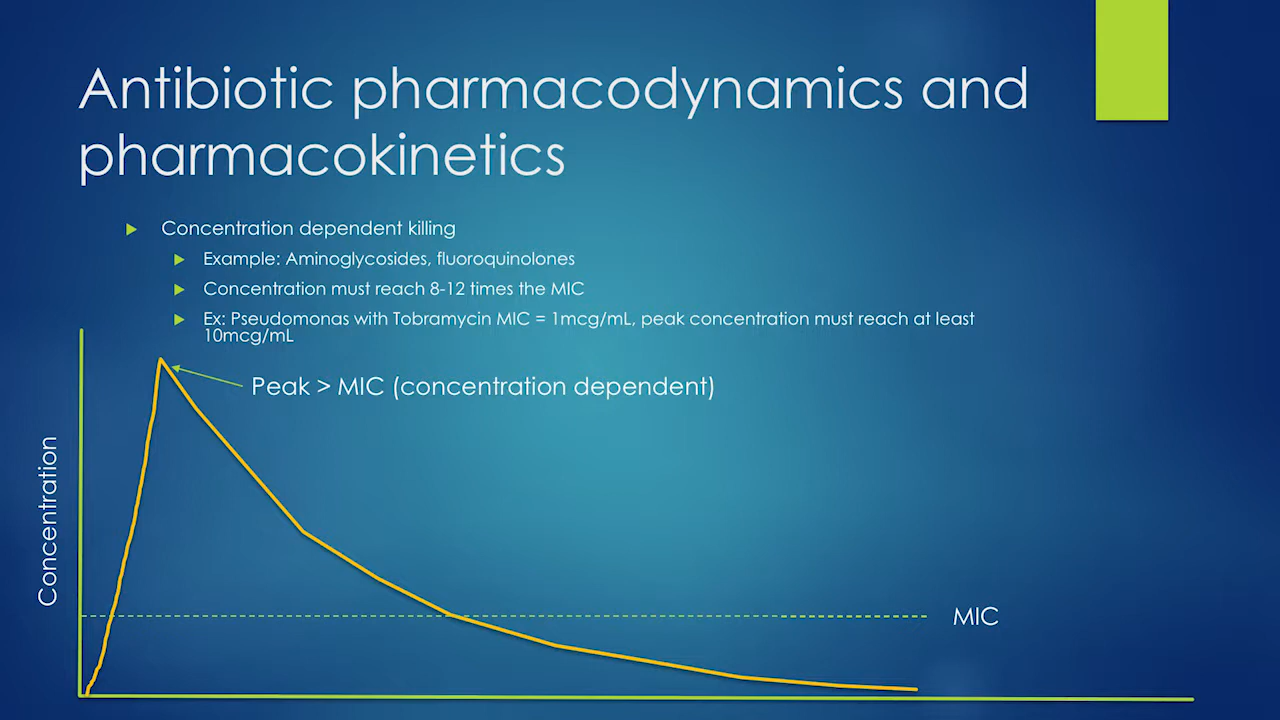 Antibiotic pharmacodynamics and
pharmacokinetics
Concentration dependent killing
Example: Aminoglycosides, fluoroquinolones
Concentration must reach 8-12 times the MIC
Ex: Pseudomonas with Tobramycin MIC = 1mcg/mL, peak concentration must reach at least
10mcg/mL
Peak > MIC (concentration dependent)
Concentration
MIC